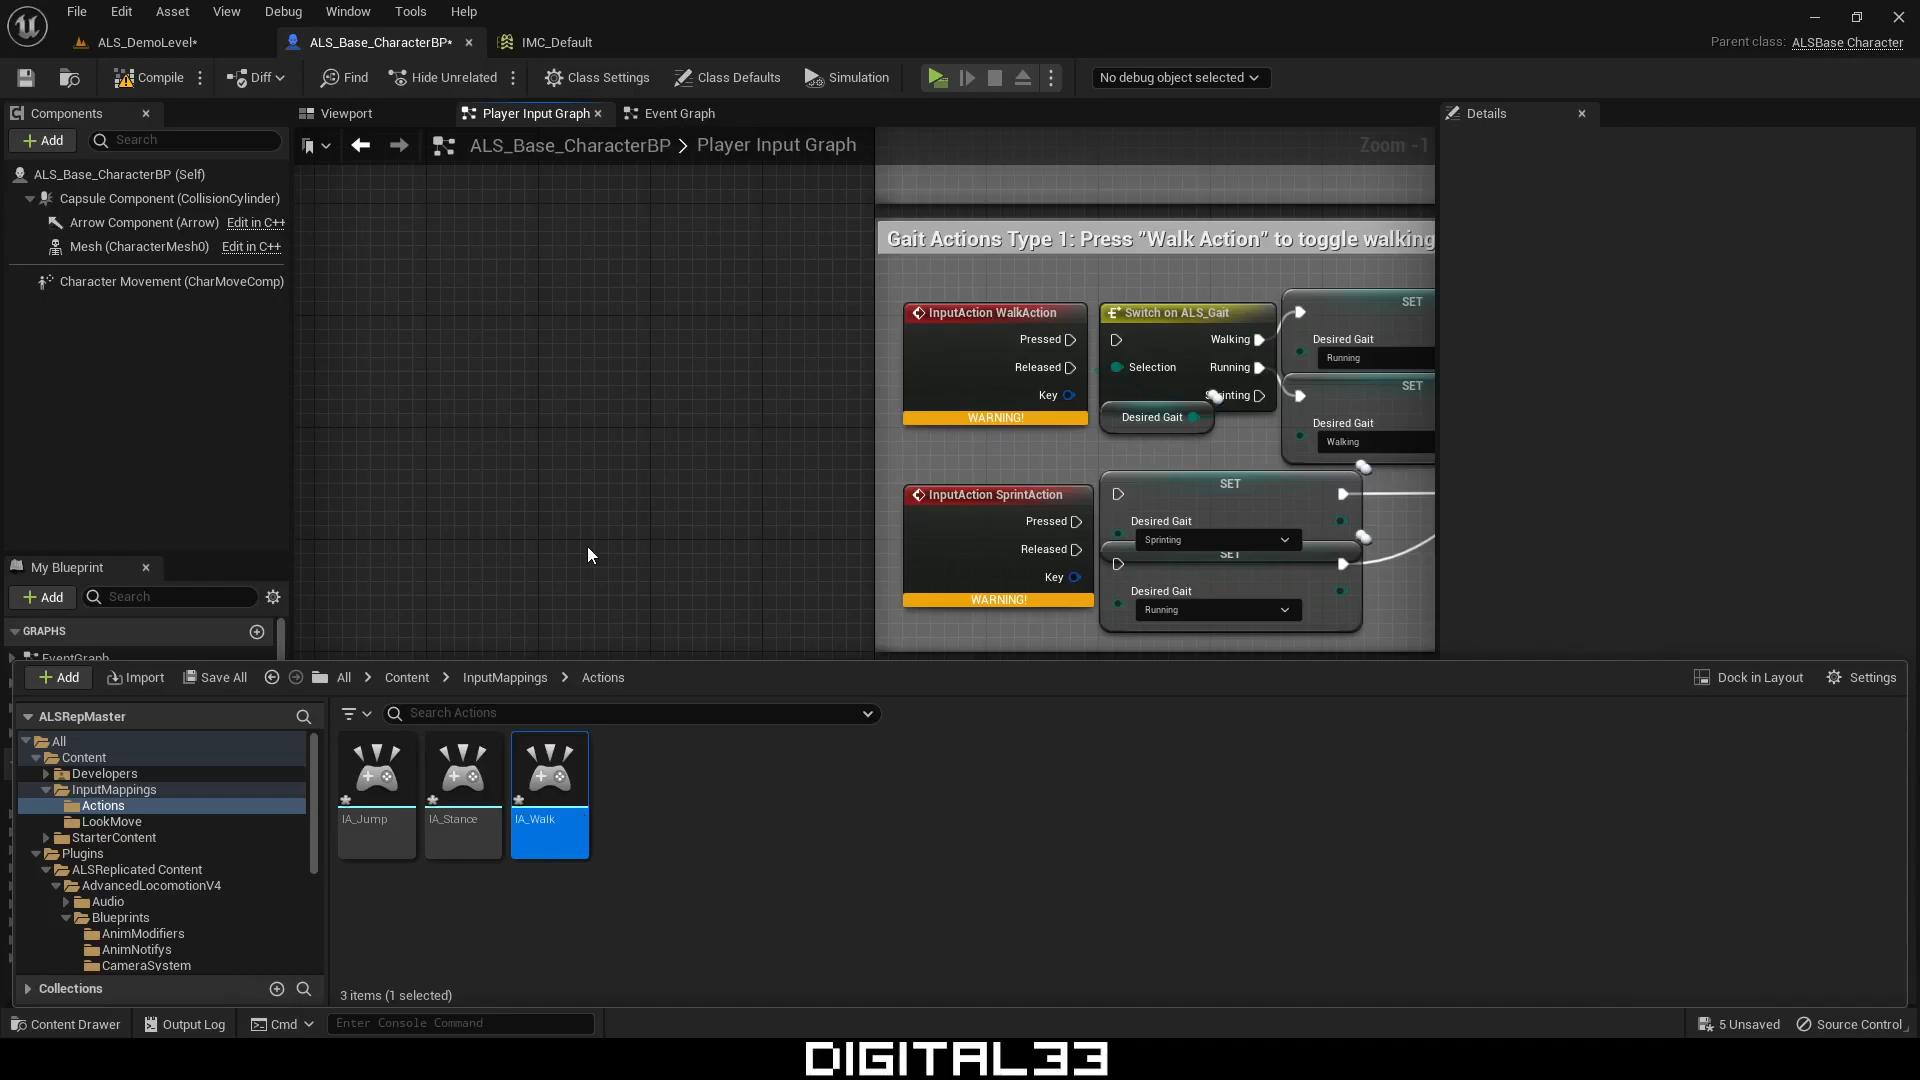 File Edit Asset View Debug Window Tools Help
ALS_DemoLevel*
ALS_Base_CharacterBP*
IMC_Default
Parent class: ALSBase Character
Compile
Diff
Find
Hide Unrelated
Class Settings
Class Defaults
Simulation
No debug object selected
Components
Add
Search
ALS_Base_CharacterBP (Self)
Capsule Component (CollisionCylinder)
Arrow Component (Arrow) Edit in C++
Mesh (CharacterMesh0) Edit in C++
Character Movement (CharMoveComp)
My Blueprint
Add
Search
GRAPHS
EventGraph
Viewport
Player Input Graph
Event Graph
ALS_Base_CharacterBP > Player Input Graph
Zoom -1
Gait Actions Type 1: Press "Walk Action" to toggle walking
InputAction WalkAction
Pressed
Released
Key
WARNING!
Switch on ALS_Gait
Walking
Selection
Running
Sprinting
Desired Gait
SET
Desired Gait
Running
SET
Desired Gait
Walking
InputAction SprintAction
Pressed
Released
Key
WARNING!
SET
Desired Gait
Sprinting
SET
Desired Gait
Running
Details
Add
Import
Save All
All > Content > InputMappings > Actions
Dock in Layout
Settings
ALSRepMaster
All
Content
Developers
InputMappings
Actions
LookMove
StarterContent
Plugins
ALSReplicated Content
AdvancedLocomotionV4
Audio
Blueprints
AnimModifiers
AnimNotifys
CameraSystem
Collections
Search Actions
IA_Jump
IA_Stance
IA_Walk
3 items (1 selected)
Content Drawer
Output Log
Cmd
Enter Console Command
5 Unsaved
Source Control
DIGITAL33